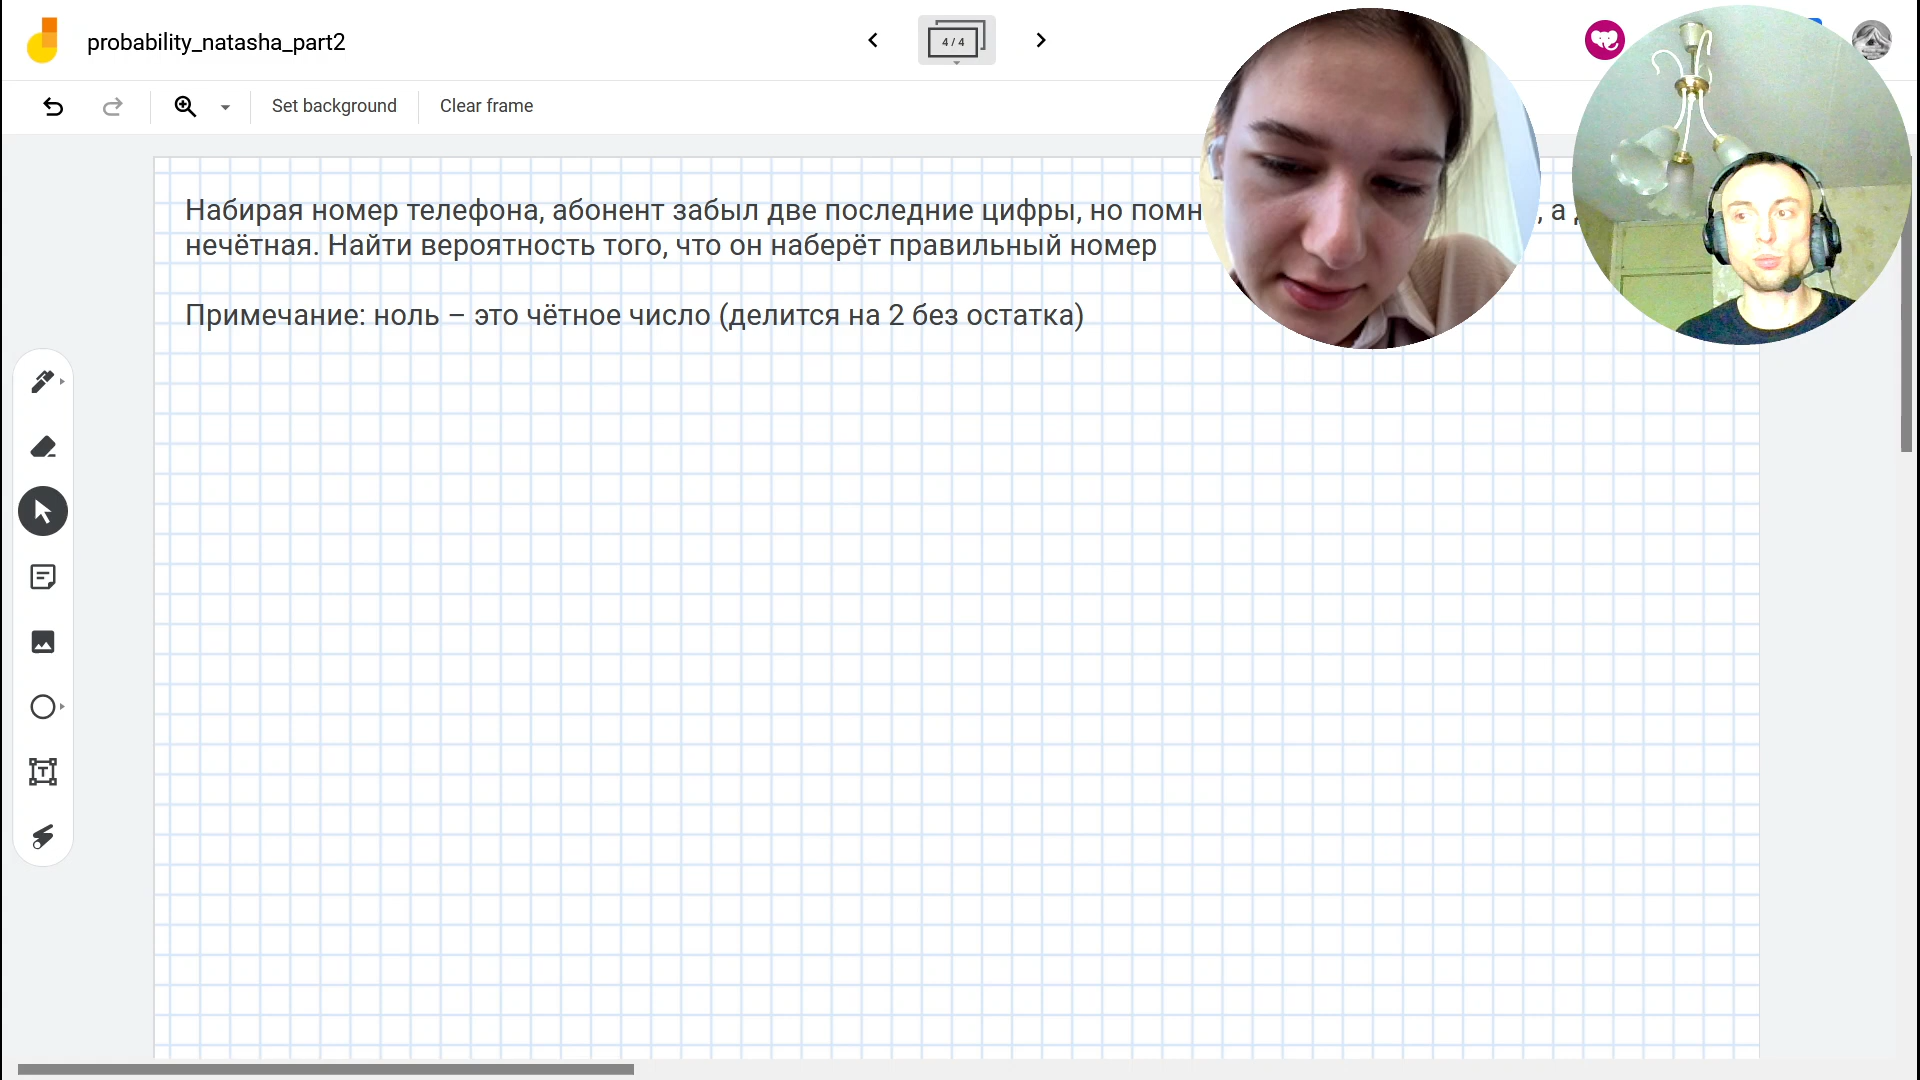 probability_natasha_part2
4 / 4
Set background
Clear frame
Набирая номер телефона, абонент забыл две последние цифры, но помн , а
нечётная. Найти вероятность того, что он наберёт правильный номер
Примечание: ноль – это чётное число (делится на 2 без остатка)